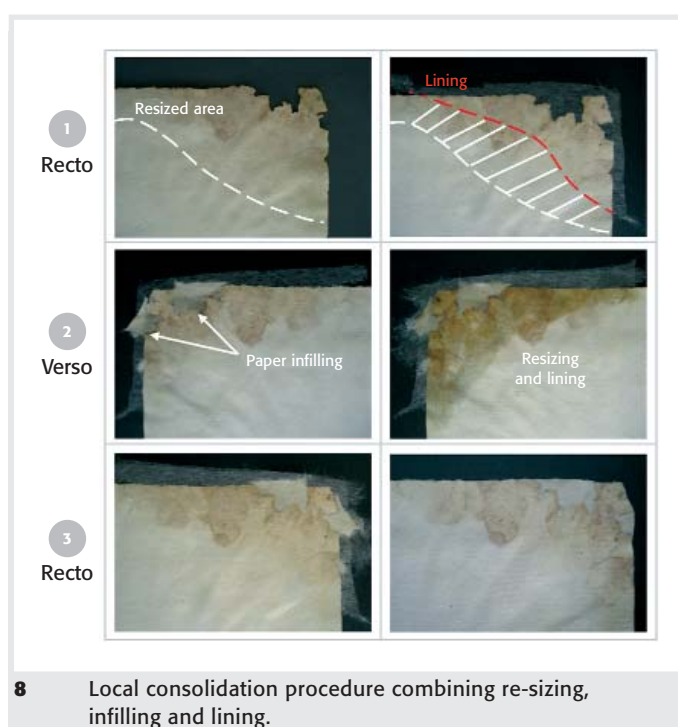 Resized area
Lining
1
Recto
2
Verso
Paper infilling
Resizing
and lining
3
Recto
8 Local consolidation procedure combining re-sizing,
infilling and lining.